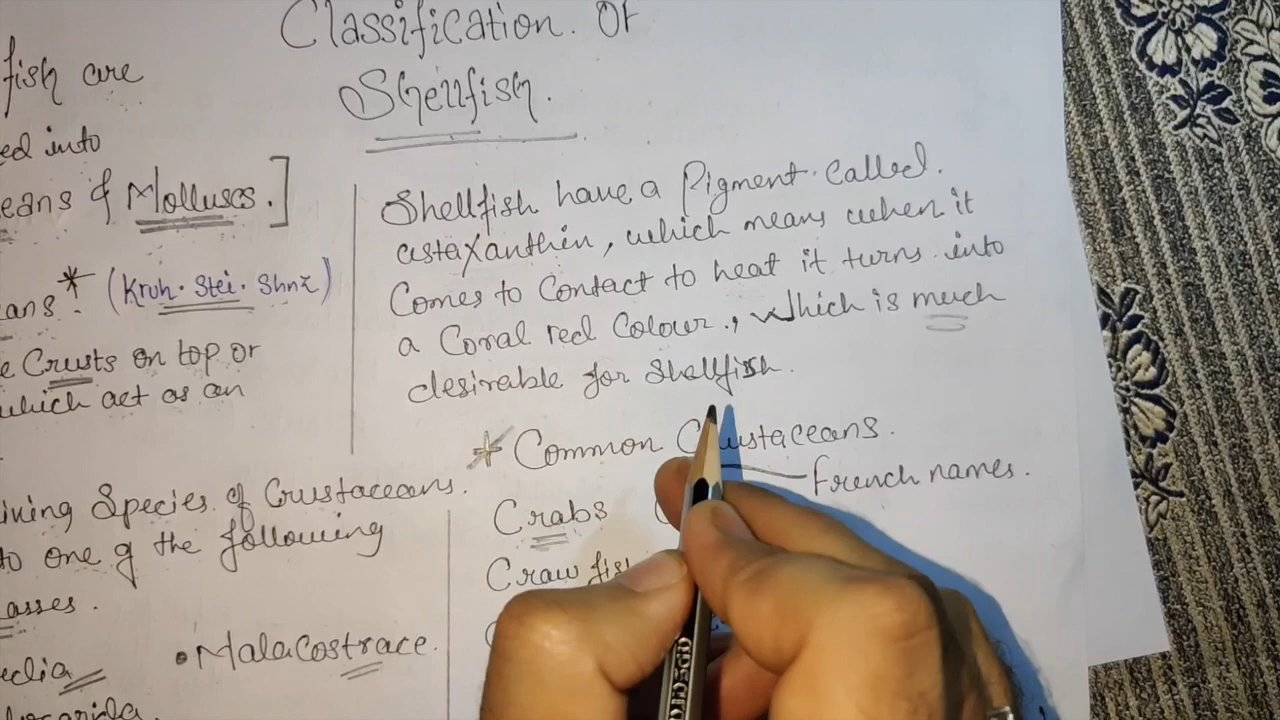 Classification. Of
Shellfish.
fish are
ed into
eans & Molluscs.]
ans* (Kruh. Stei. Shnz)
e Crusts on top or
which act as an
Shellfish have a Pigment. Called.
astaxanthin, which means when it
Comes to Contact to heat it turns into
a Coral red Colour., which is much
desirable for Shellfish.
iving Species of Crustaceans.
to one of the following
asses.
• Malacostrace.
* Common Crustaceans.
French names.
Crabs
Craw fis